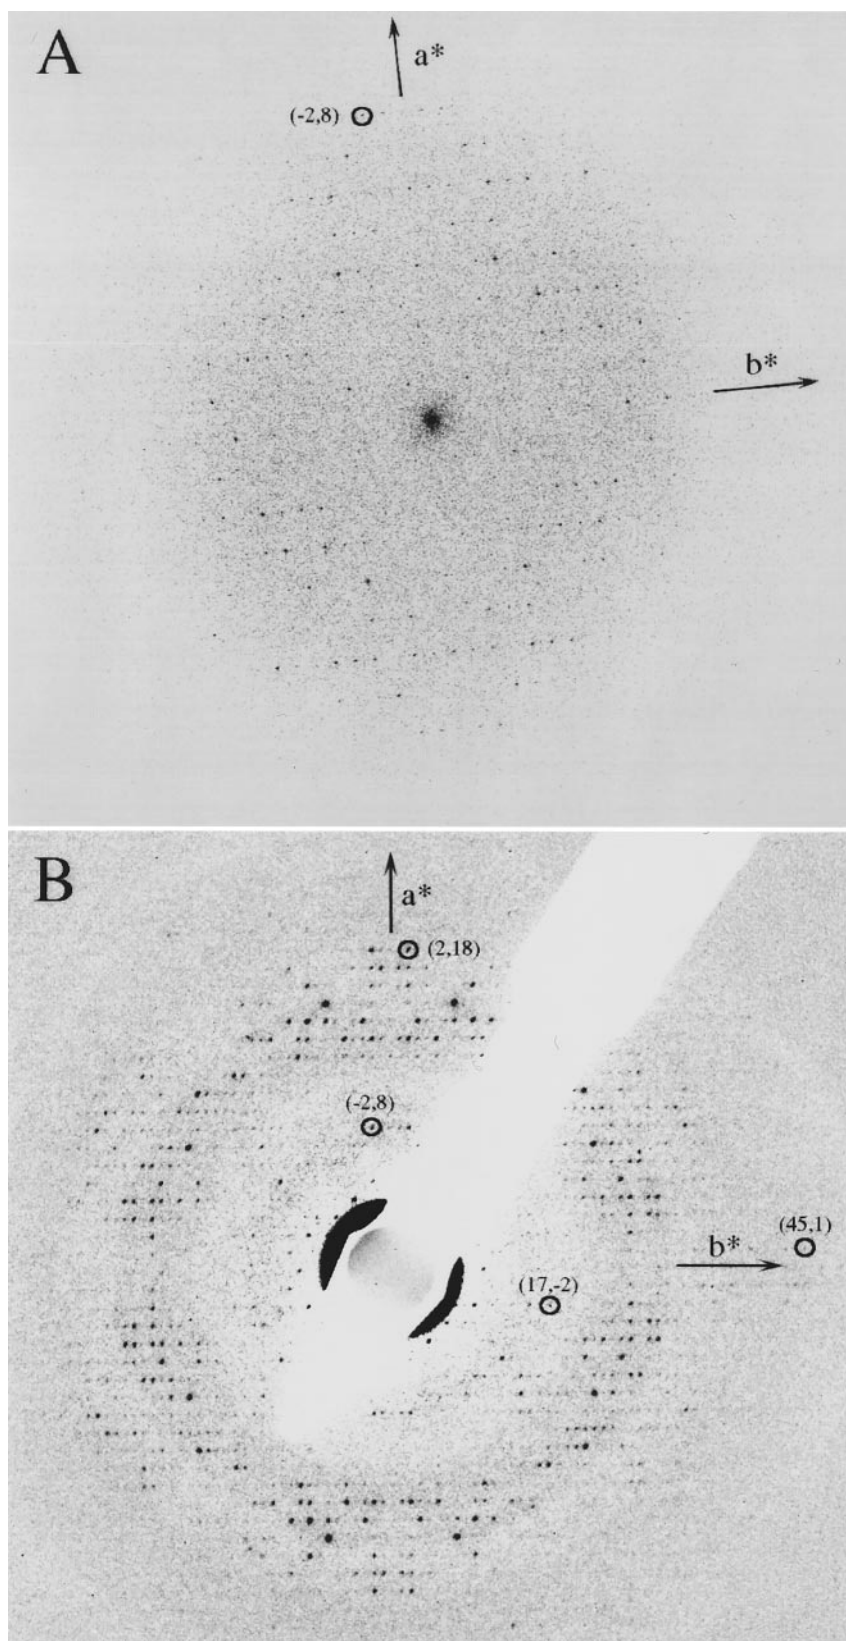 A
a*
(-2,8)
b*
B
a*
(2,18)
(-2,8)
(45,1)
b*
(17,-2)